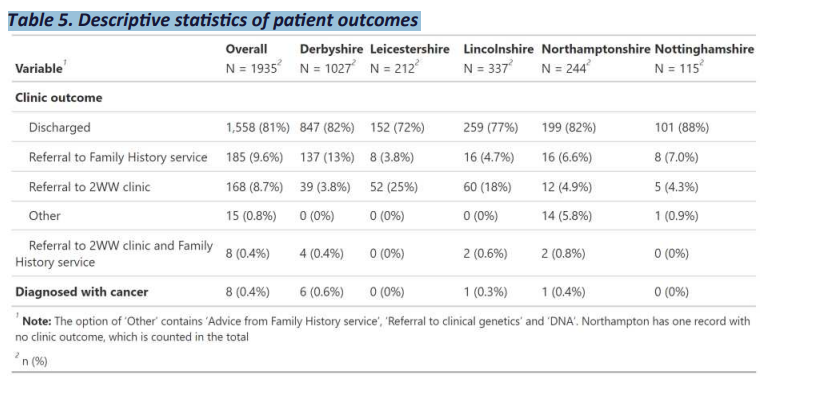 Table 5. Descriptive statistics of patient outcomes
Variable¹ Overall N = 1935² Derbyshire N = 1027² Leicestershire N = 212² Lincolnshire N = 337² Northamptonshire N = 244² Nottinghamshire N = 115²
Clinic outcome
Discharged 1,558 (81%) 847 (82%) 152 (72%) 259 (77%) 199 (82%) 101 (88%)
Referral to Family History service 185 (9.6%) 137 (13%) 8 (3.8%) 16 (4.7%) 16 (6.6%) 8 (7.0%)
Referral to 2WW clinic 168 (8.7%) 39 (3.8%) 52 (25%) 60 (18%) 12 (4.9%) 5 (4.3%)
Other 15 (0.8%) 0 (0%) 0 (0%) 0 (0%) 14 (5.8%) 1 (0.9%)
Referral to 2WW clinic and Family History service 8 (0.4%) 4 (0.4%) 0 (0%) 2 (0.6%) 2 (0.8%) 0 (0%)
Diagnosed with cancer 8 (0.4%) 6 (0.6%) 0 (0%) 1 (0.3%) 1 (0.4%) 0 (0%)
¹ Note: The option of 'Other' contains 'Advice from Family History service', 'Referral to clinical genetics' and 'DNA'. Northampton has one record with
no clinic outcome, which is counted in the total
² n (%)